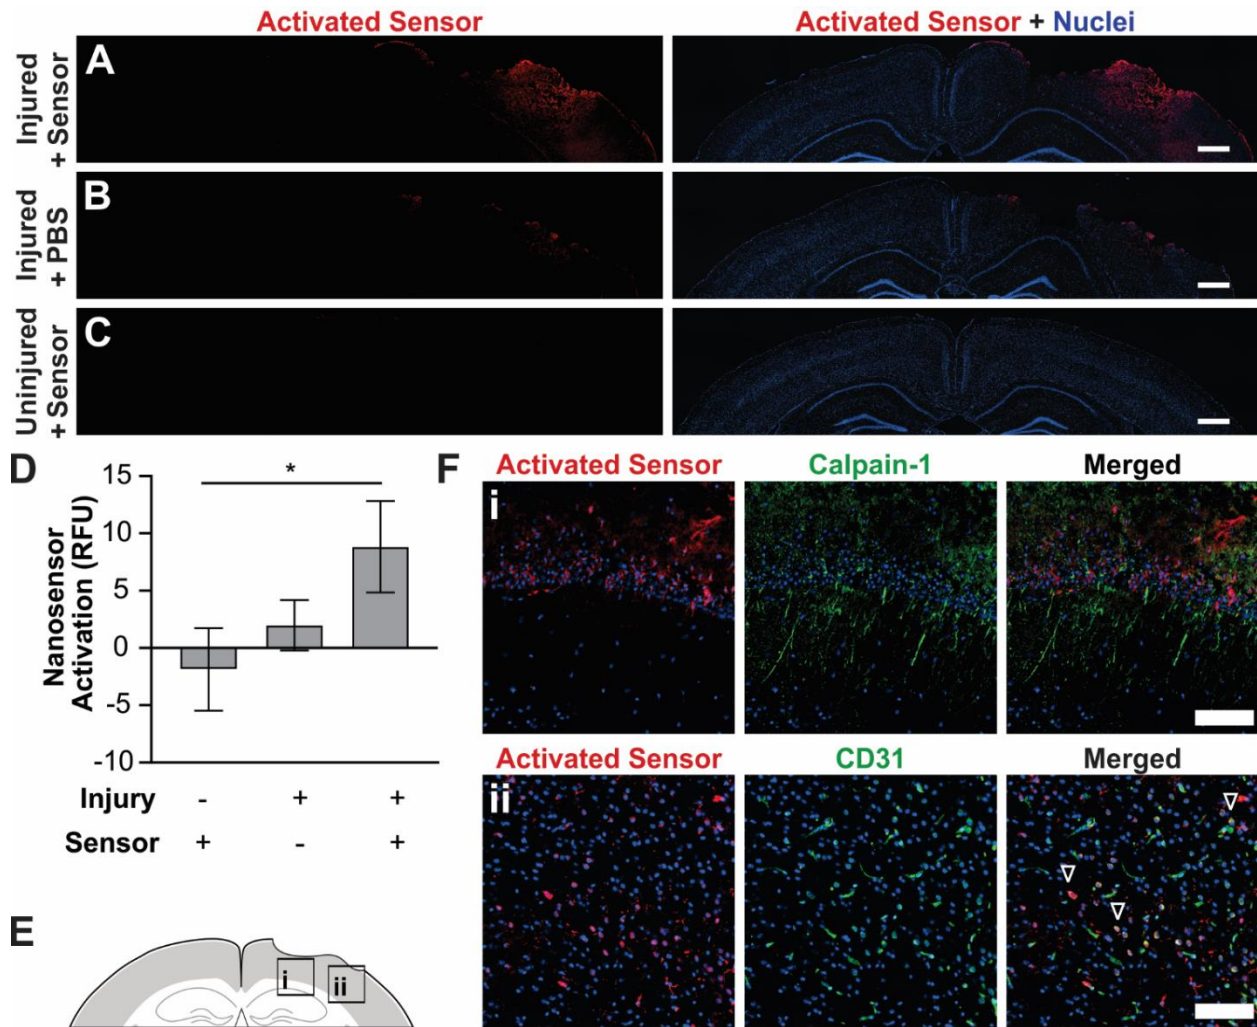 Activated Sensor
Activated Sensor + Nuclei
Injured
+ Sensor
A
Injured
+ PBS
B
Uninjured
+ Sensor
C
D
Nanosensor
Activation (RFU)
15
10
5
0
-5
-10
*
Injury - + +
Sensor + - +
E
i
ii
F
Activated Sensor
Calpain-1
Merged
i
Activated Sensor
CD31
Merged
ii